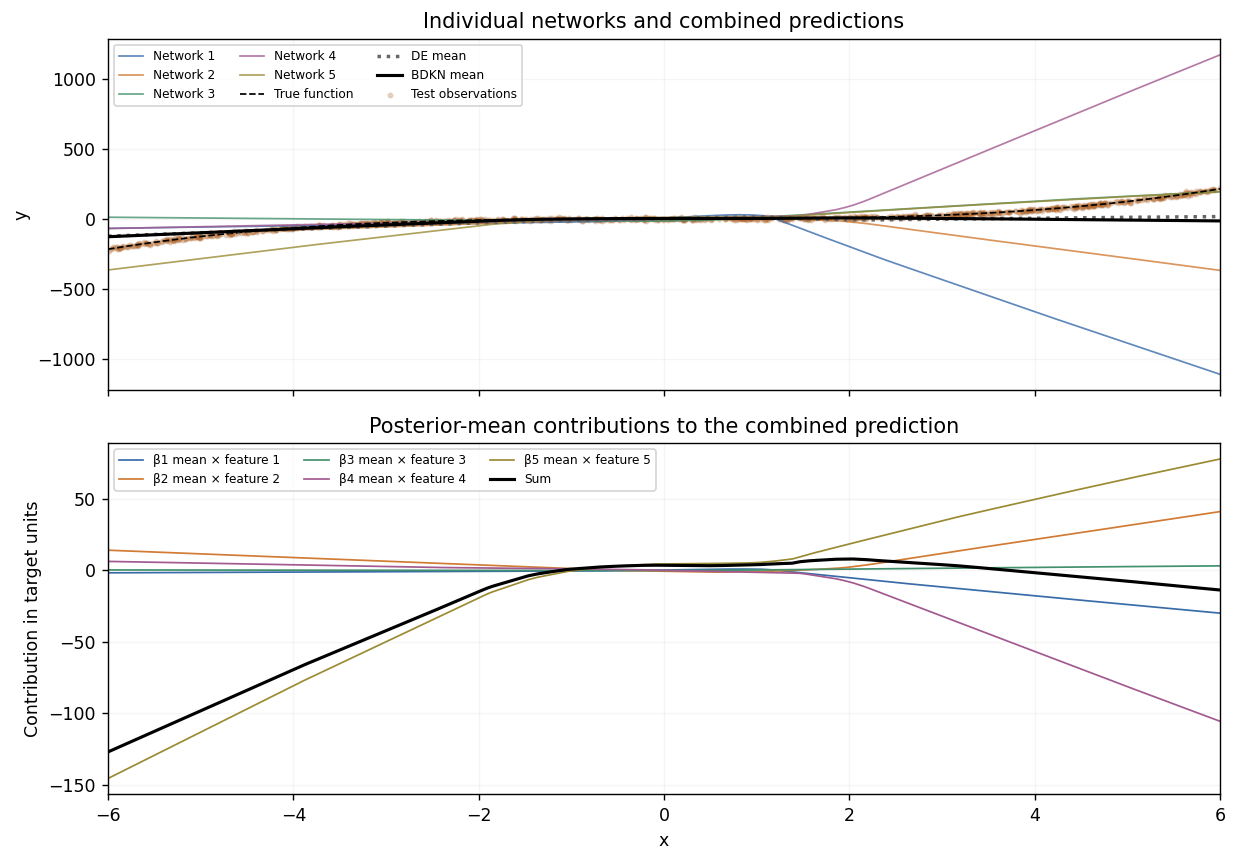 Individual networks and combined predictions
Network 1 Network 4 DE mean
Network 2 Network 5 BDKN mean
Network 3 True function Test observations
1000
500
0
−500
−1000
y
Posterior-mean contributions to the combined prediction
β1 mean × feature 1 β3 mean × feature 3 β5 mean × feature 5
β2 mean × feature 2 β4 mean × feature 4 Sum
50
0
−50
−100
−150
Contribution in target units
−6 −4 −2 0 2 4 6
x